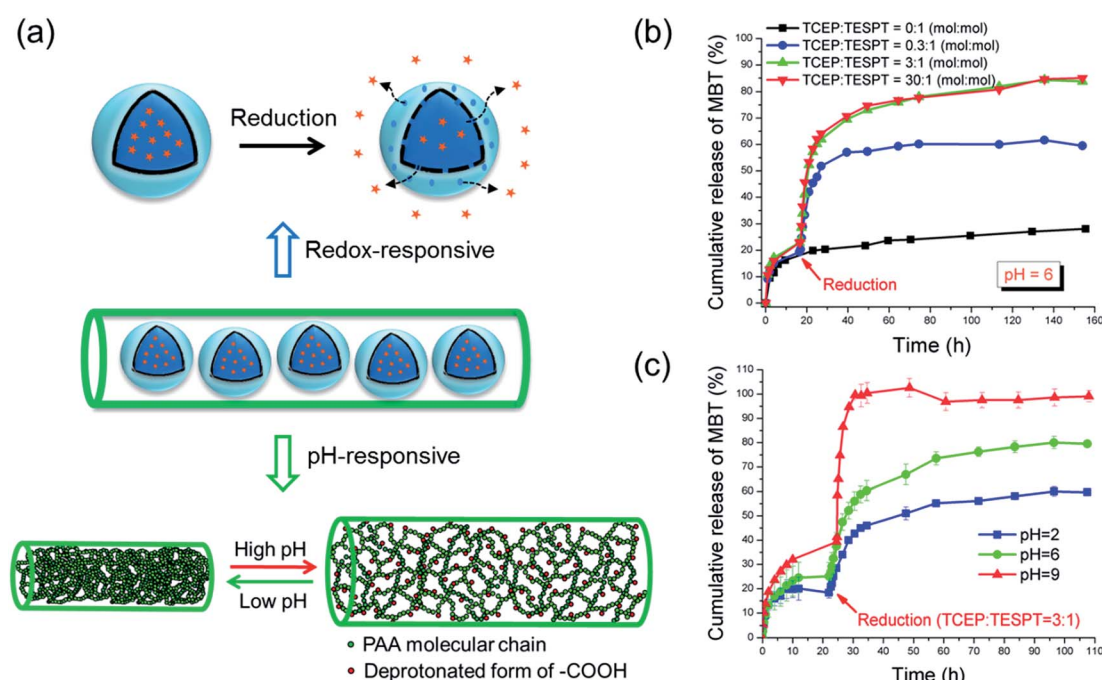 (a)
Reduction
Redox-responsive
pH-responsive
High pH
Low pH
PAA molecular chain
Deprotonated form of -COOH
(b)
Cumulative release of MBT (%)
100
90
80
70
60
50
40
30
20
10
0
TCEP:TESPT = 0:1 (mol:mol)
TCEP:TESPT = 0.3:1 (mol:mol)
TCEP:TESPT = 3:1 (mol:mol)
TCEP:TESPT = 30:1 (mol:mol)
Reduction
pH = 6
0 20 40 60 80 100 120 140 160
Time (h)
(c)
Cumulative release of MBT (%)
110
100
90
80
70
60
50
40
30
20
10
0
pH=2
pH=6
pH=9
Reduction (TCEP:TESPT=3:1)
0 10 20 30 40 50 60 70 80 90 100 110
Time (h)